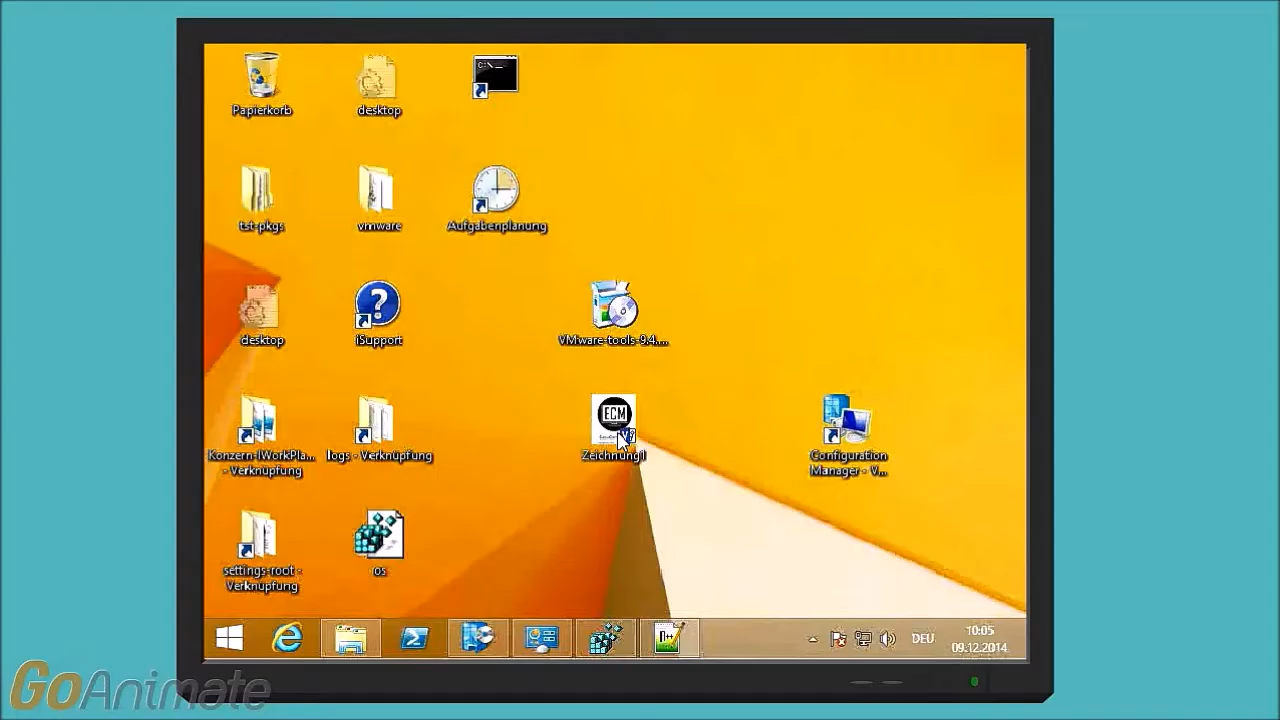 Papierkorb
desktop
C:\_
tst-pkgs
vmware
Aufgabenplanung
desktop
?
iSupport
VMware-tools-9.4....
Konzern-IWorkPla...
- Verknüpfung
logs - Verknüpfung
ECM
Zeichnung1
Configuration
Manager - V...
settings-root -
Verknüpfung
os
DEU
10:05
09.12.2014
GoAnimate